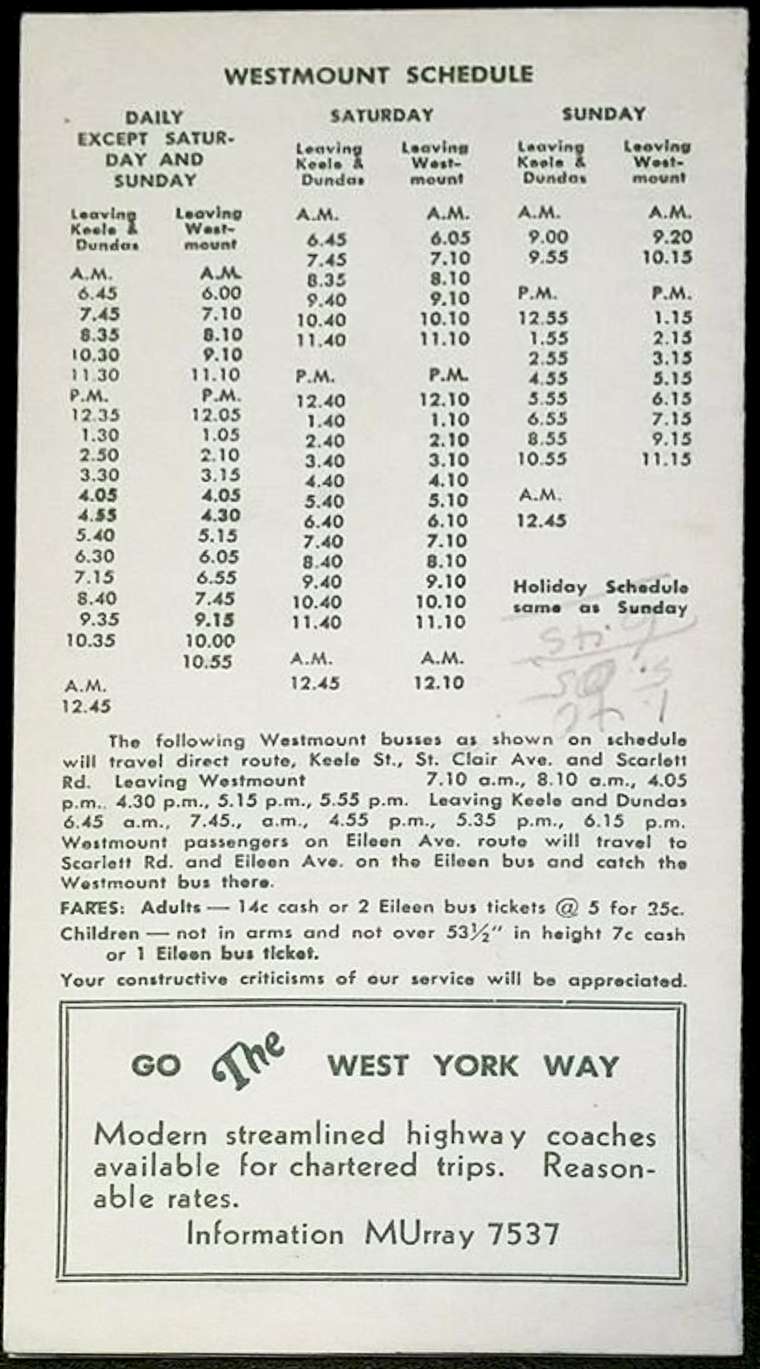 WESTMOUNT SCHEDULE
DAILY
EXCEPT SATUR-
DAY AND
SUNDAY
Leaving Keele & Dundas Leaving West- mount
A.M. A.M.
6.45 6.00
7.45 7.10
8.35 8.10
10.30 9.10
11.30 11.10
P.M. P.M.
12.35 12.05
1.30 1.05
2.50 2.10
3.30 3.15
4.05 4.05
4.55 4.30
5.40 5.15
6.30 6.05
7.15 6.55
8.40 7.45
9.35 9.15
10.35 10.00
10.55
A.M.
12.45
SATURDAY
Leaving Keele & Dundas Leaving West- mount
A.M. A.M.
6.45 6.05
7.45 7.10
8.35 8.10
9.40 9.10
10.40 10.10
11.40 11.10
P.M. P.M.
12.40 12.10
1.40 1.10
2.40 2.10
3.40 3.10
4.40 4.10
5.40 5.10
6.40 6.10
7.40 7.10
8.40 8.10
9.40 9.10
10.40 10.10
11.40 11.10
A.M. A.M.
12.45 12.10
SUNDAY
Leaving Keele & Dundas Leaving West- mount
A.M. A.M.
9.00 9.20
9.55 10.15
P.M. P.M.
12.55 1.15
1.55 2.15
2.55 3.15
4.55 5.15
5.55 6.15
6.55 7.15
8.55 9.15
10.55 11.15
A.M.
12.45
Holiday Schedule
same as Sunday
The following Westmount busses as shown on schedule
will travel direct route, Keele St., St. Clair Ave. and Scarlett
Rd. Leaving Westmount 7.10 a.m., 8.10 a.m., 4.05
p.m., 4.30 p.m., 5.15 p.m., 5.55 p.m. Leaving Keele and Dundas
6.45 a.m., 7.45., a.m., 4.55 p.m., 5.35 p.m., 6.15 p.m.
Westmount passengers on Eileen Ave. route will travel to
Scarlett Rd. and Eileen Ave. on the Eileen bus and catch the
Westmount bus there.
FARES: Adults — 14c cash or 2 Eileen bus tickets @ 5 for 35c.
Children — not in arms and not over 53½" in height 7c cash
or 1 Eileen bus ticket.
Your constructive criticisms of our service will be appreciated.
GO The WEST YORK WAY
Modern streamlined highway coaches
available for chartered trips. Reason-
able rates.
Information MUrray 7537